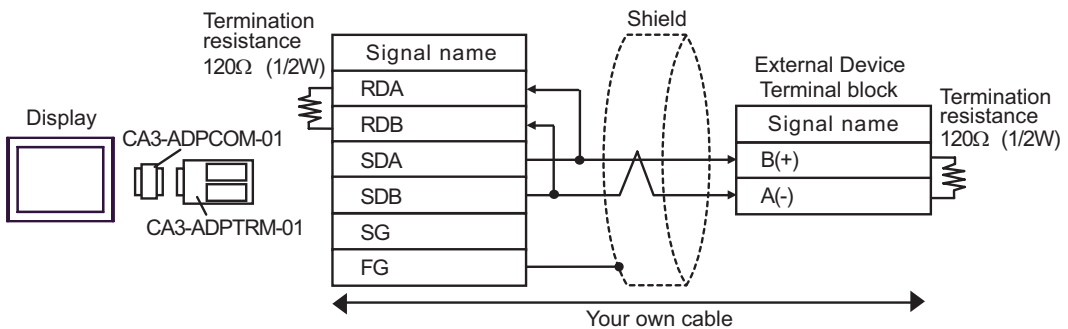 Termination
resistance
120Ω (1/2W)
Display
CA3-ADPCOM-01
CA3-ADPTRM-01
Signal name
RDA
RDB
SDA
SDB
SG
FG
Shield
External Device
Terminal block
Signal name
B(+)
A(-)
Termination
resistance
120Ω (1/2W)
Your own cable